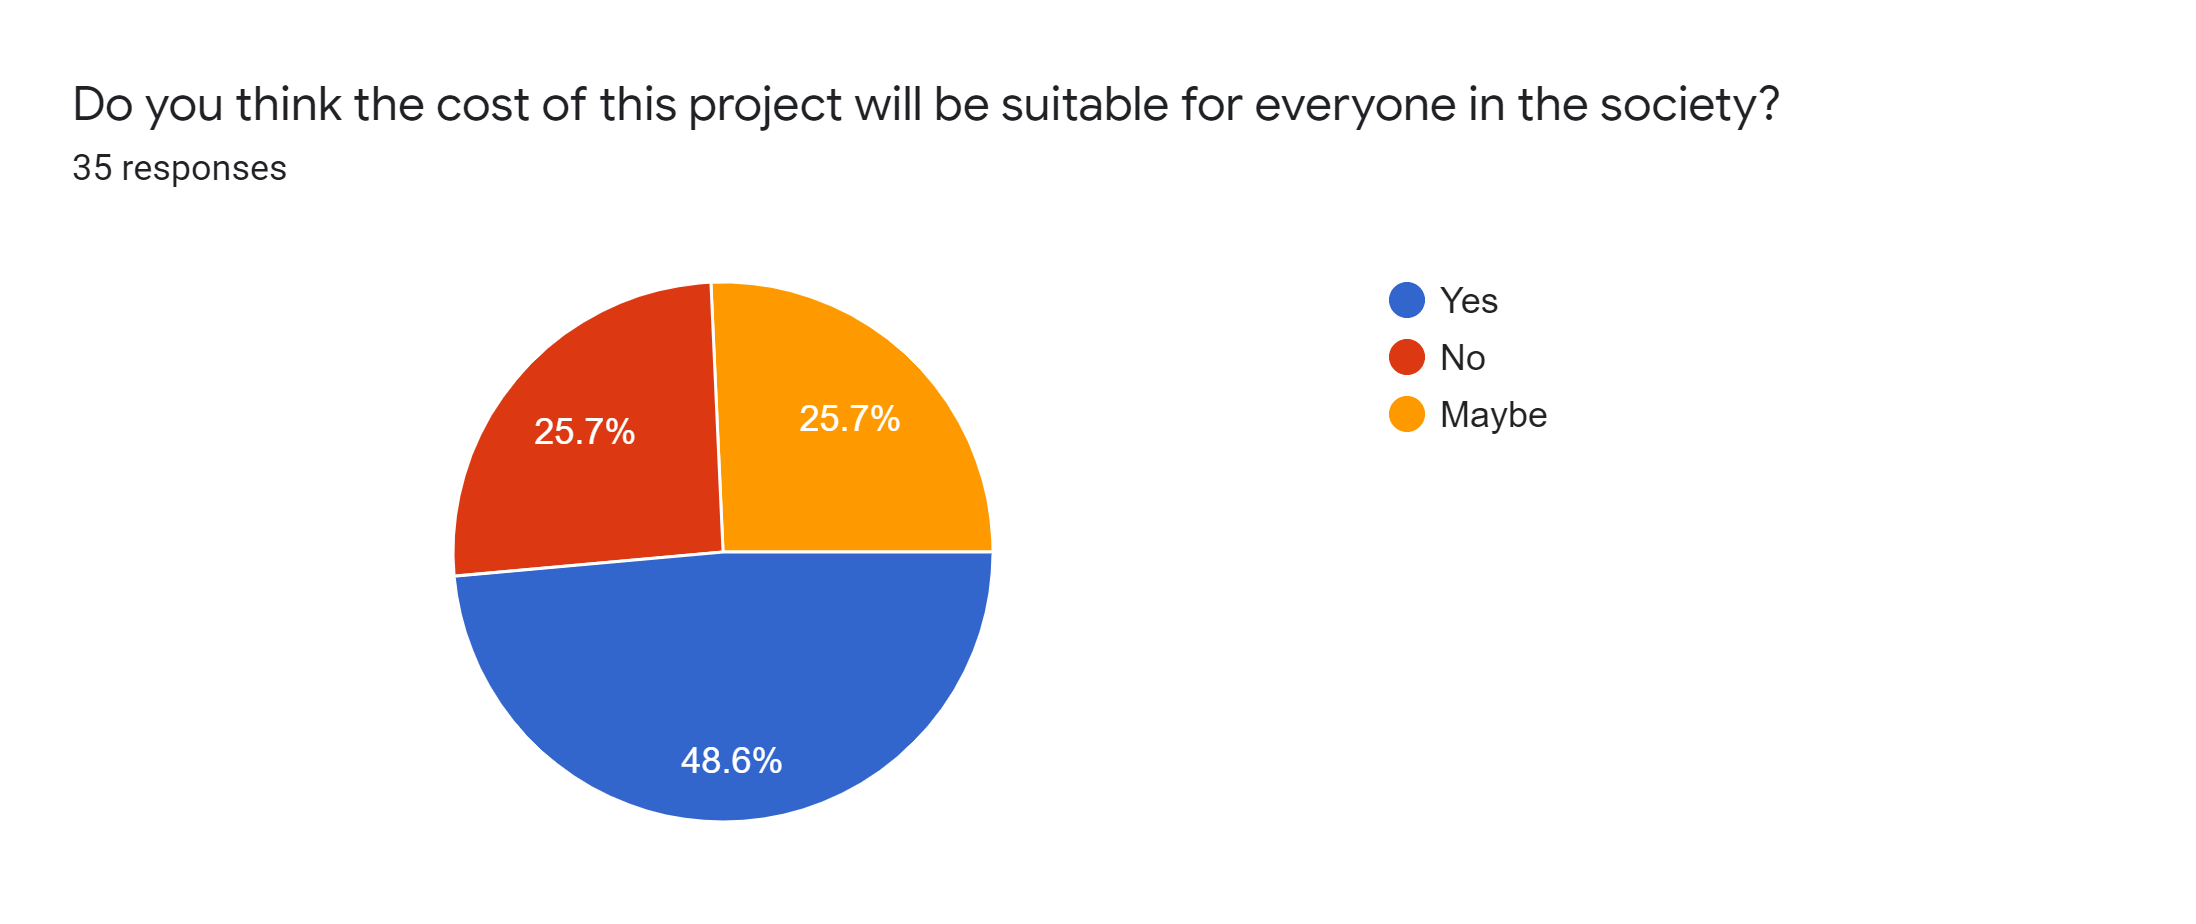 Do you think the cost of this project will be suitable for everyone in the society?
35 responses
Yes
No
Maybe
25.7%
25.7%
48.6%